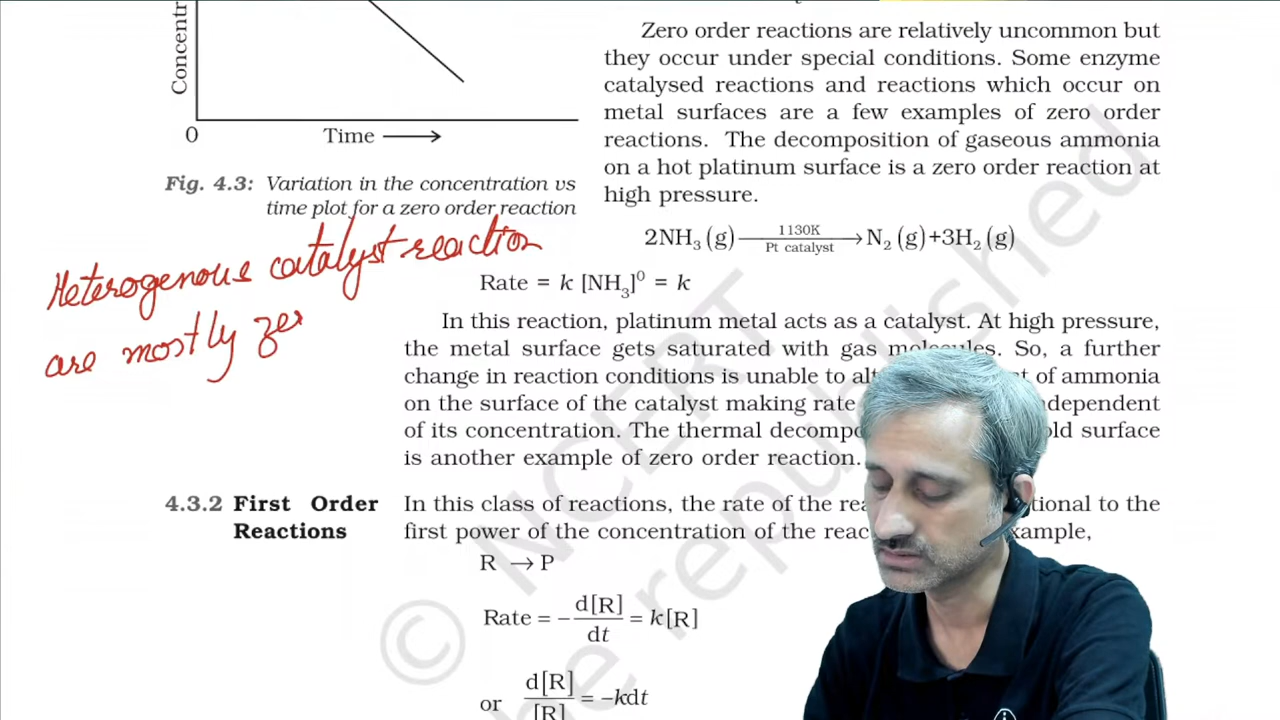 Concentr
0
Time
Fig. 4.3: Variation in the concentration vs
time plot for a zero order reaction
Heterogenous catalyst reaction
are mostly zer
Zero order reactions are relatively uncommon but
they occur under special conditions. Some enzyme
catalysed reactions and reactions which occur on
metal surfaces are a few examples of zero order
reactions. The decomposition of gaseous ammonia
on a hot platinum surface is a zero order reaction at
high pressure.
2NH₃(g) 1130K Pt catalyst → N₂(g)+3H₂(g)
Rate = k [NH₃]⁰ = k
In this reaction, platinum metal acts as a catalyst. At high pressure,
the metal surface gets saturated with gas molecules. So, a further
change in reaction conditions is unable to alt of ammonia
on the surface of the catalyst making rate dependent
of its concentration. The thermal decompo old surface
is another example of zero order reaction.
4.3.2 First Order
Reactions
In this class of reactions, the rate of the rea tional to the
first power of the concentration of the reac xample,
R → P
Rate = − d[R]/dt = k[R]
or d[R]/[R] = −kdt
© NCERT
he republished